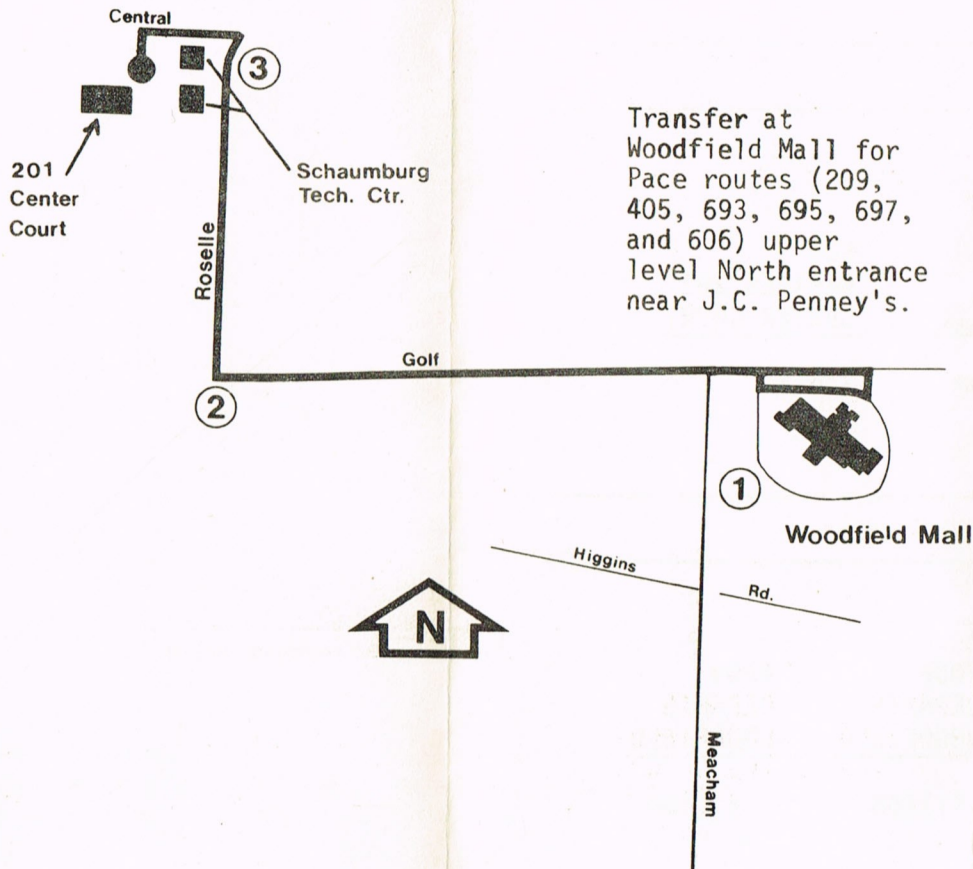 Central
3
201
Center
Court
Schaumburg
Tech. Ctr.
Roselle
Transfer at
Woodfield Mall for
Pace routes (209,
405, 693, 695, 697,
and 606) upper
level North entrance
near J.C. Penney's.
Golf
2
1
Woodfield Mall
Higgins
Rd.
N
Meacham